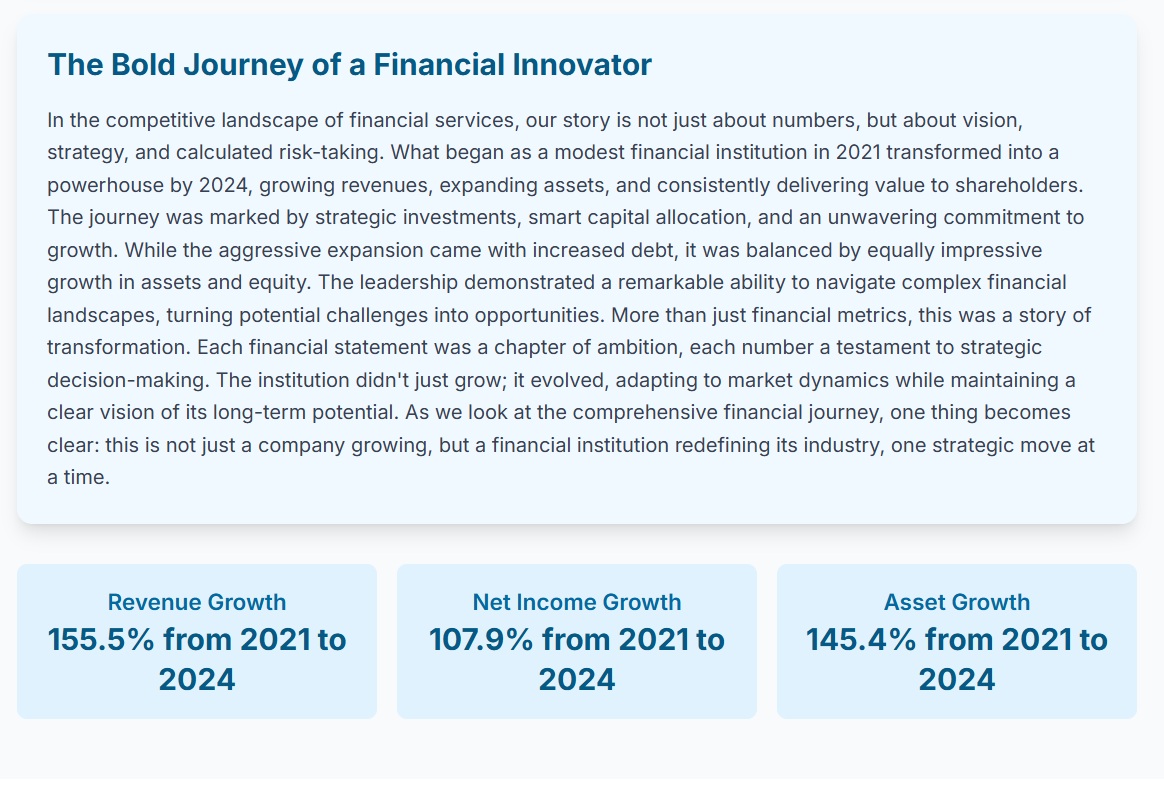 The Bold Journey of a Financial Innovator
In the competitive landscape of financial services, our story is not just about numbers, but about vision,
strategy, and calculated risk-taking. What began as a modest financial institution in 2021 transformed into a
powerhouse by 2024, growing revenues, expanding assets, and consistently delivering value to shareholders.
The journey was marked by strategic investments, smart capital allocation, and an unwavering commitment to
growth. While the aggressive expansion came with increased debt, it was balanced by equally impressive
growth in assets and equity. The leadership demonstrated a remarkable ability to navigate complex financial
landscapes, turning potential challenges into opportunities. More than just financial metrics, this was a story of
transformation. Each financial statement was a chapter of ambition, each number a testament to strategic
decision-making. The institution didn't just grow; it evolved, adapting to market dynamics while maintaining a
clear vision of its long-term potential. As we look at the comprehensive financial journey, one thing becomes
clear: this is not just a company growing, but a financial institution redefining its industry, one strategic move at
a time.
Revenue Growth
155.5% from 2021 to
2024
Net Income Growth
107.9% from 2021 to
2024
Asset Growth
145.4% from 2021 to
2024